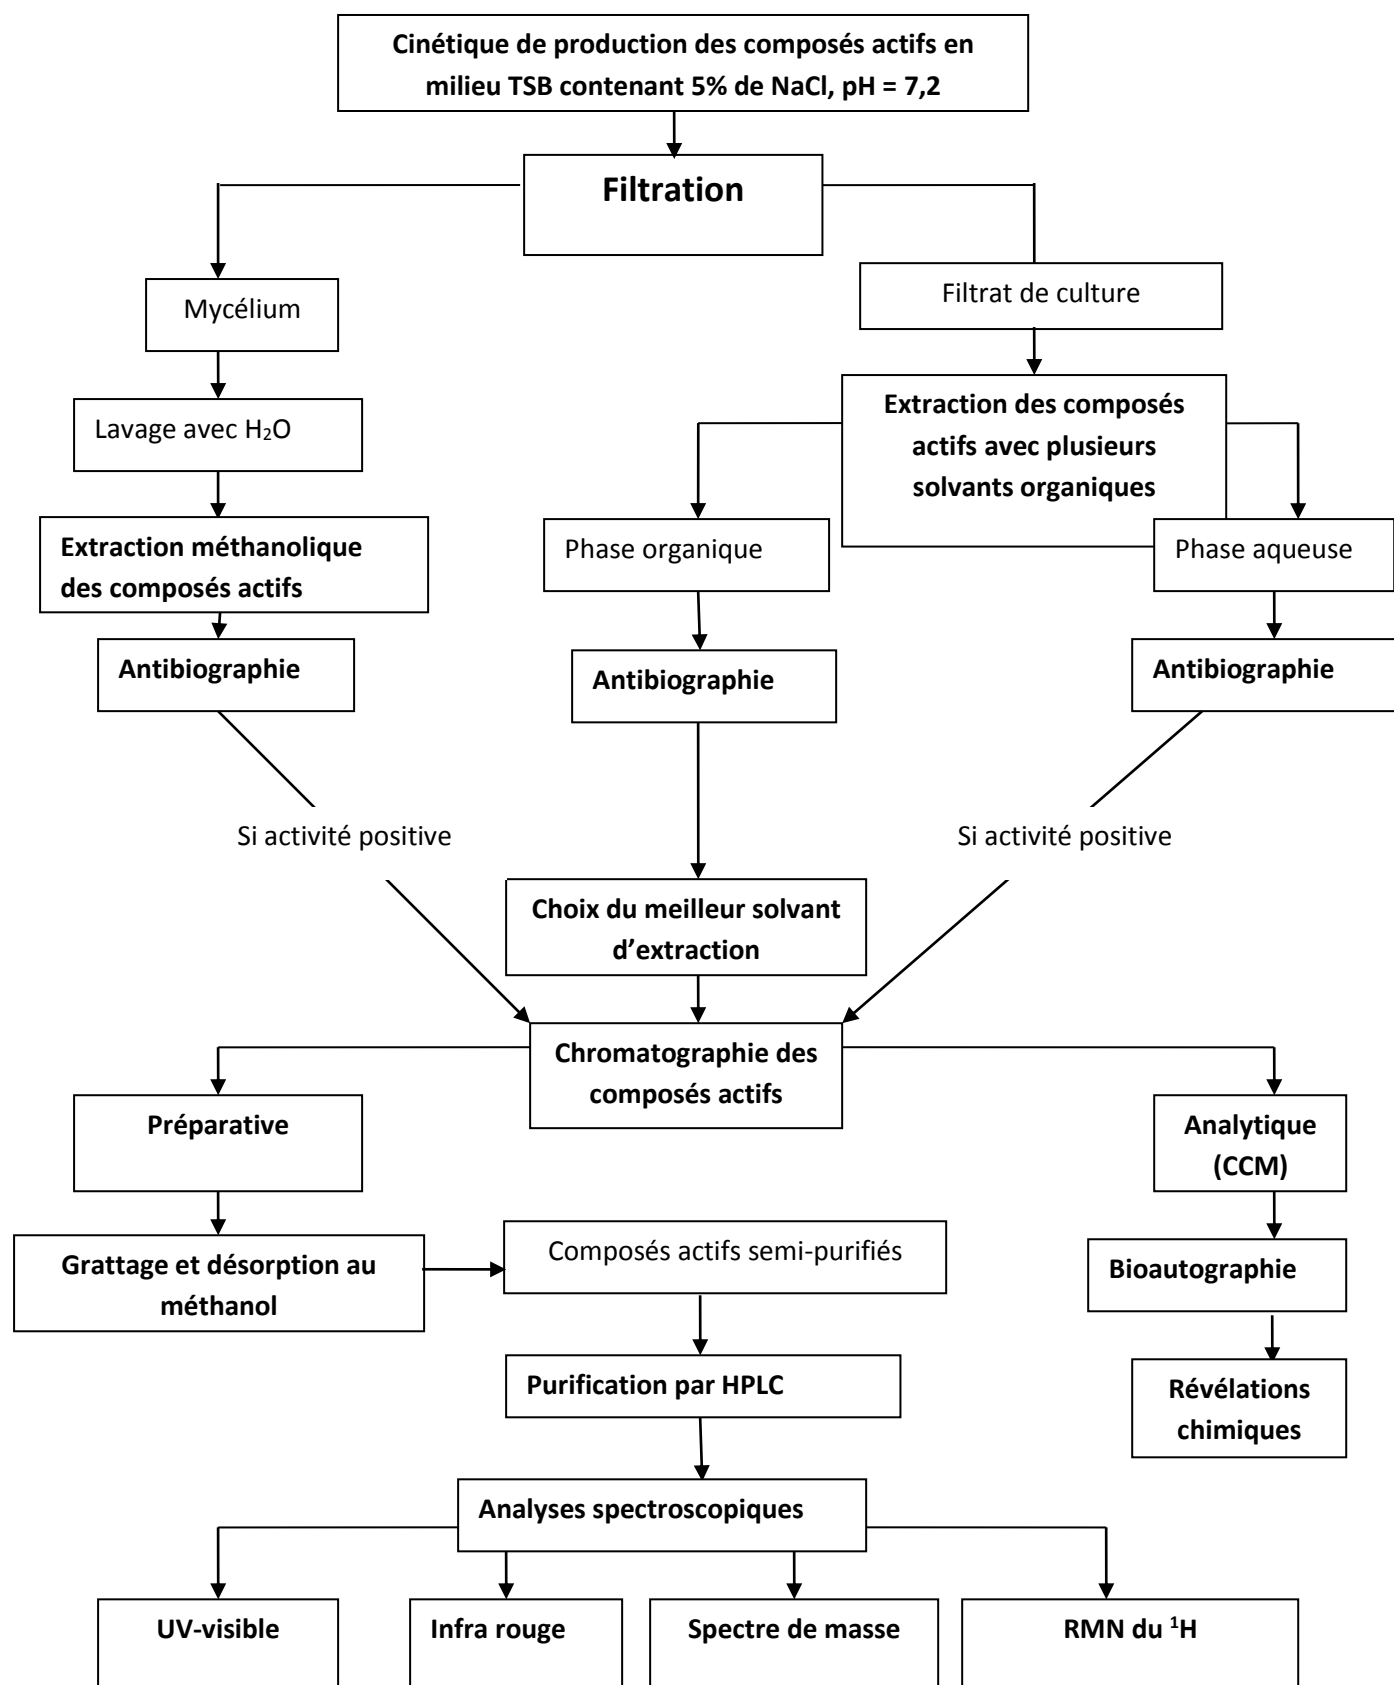 Cinétique de production des composés actifs en
milieu TSB contenant 5% de NaCl, pH = 7,2
Filtration
Mycélium
Filtrat de culture
Lavage avec H₂O
Extraction des composés
actifs avec plusieurs
solvants organiques
Extraction méthanolique
des composés actifs
Phase organique
Phase aqueuse
Antibiographie
Antibiographie
Antibiographie
Si activité positive
Si activité positive
Choix du meilleur solvant
d’extraction
Chromatographie des
composés actifs
Préparative
Analytique
(CCM)
Grattage et désorption au
méthanol
Composés actifs semi-purifiés
Bioautographie
Purification par HPLC
Révélations
chimiques
Analyses spectroscopiques
UV-visible
Infra rouge
Spectre de masse
RMN du ¹H